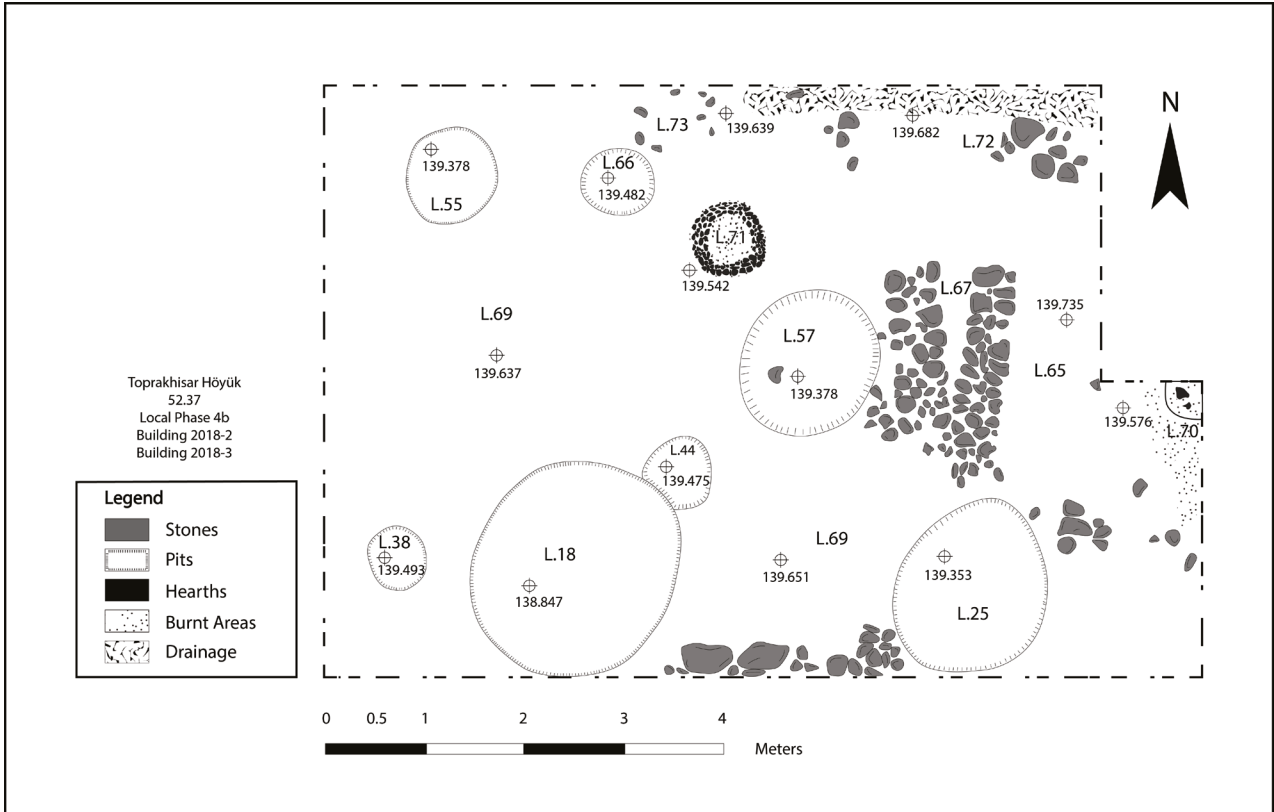 N
L.73
139.639
139.682
L.72
139.378
L.55
L.66
139.482
L.71
139.542
L.67
139.735
L.69
139.637
L.57
139.378
L.65
139.576
L.70
Toprakhisar Höyük
52.37
Local Phase 4b
Building 2018-2
Building 2018-3
L.44
139.475
Legend
Stones
Pits
Hearths
Burnt Areas
Drainage
L.38
139.493
L.18
138.847
L.69
139.651
139.353
L.25
0 0.5 1 2 3 4
Meters